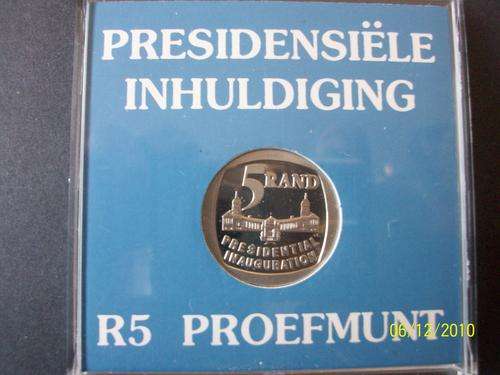 PRESIDENSIËLE
INHULDIGING
5 RAND
PRESIDENTIAL
INAUGURATION
R5 PROEFMUNT
06/12/2010